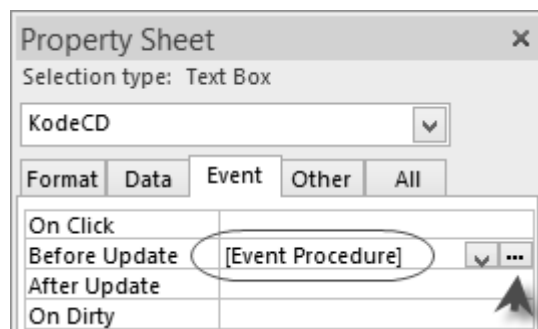 Property Sheet
Selection type: Text Box
KodeCD
Format Data Event Other All
On Click
Before Update [Event Procedure] ...
After Update
On Dirty